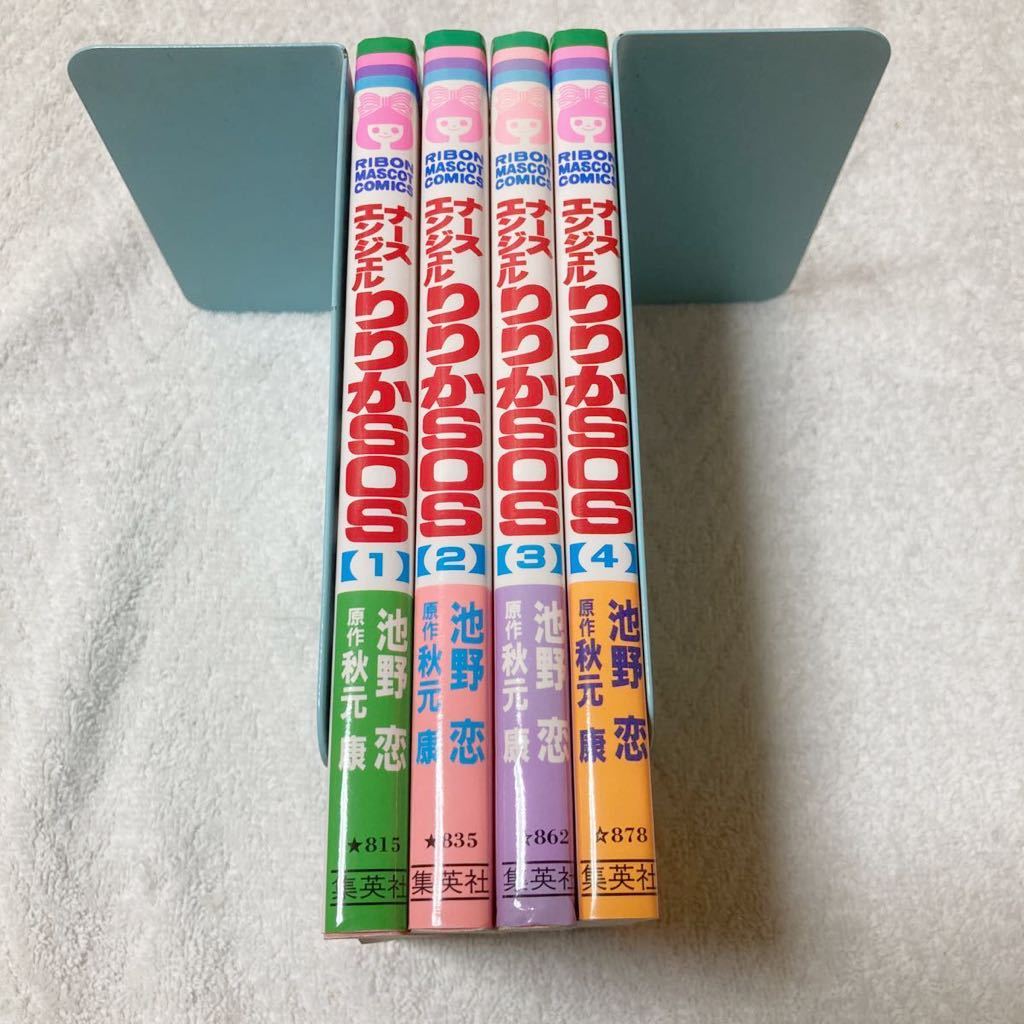 RIBON
MASCOT
COMICS
ナース
エンジェル
りりかSOS
【1】
池野 恋
原作 秋元 康
★815
集英社
RIBON
MASCOT
COMICS
ナース
エンジェル
りりかSOS
【2】
池野 恋
原作 秋元 康
★835
集英社
RIBON
MASCOT
COMICS
ナース
エンジェル
りりかSOS
【3】
池野 恋
原作 秋元 康
☆862
集英社
RIBON
MASCOT
COMICS
ナース
エンジェル
りりかSOS
【4】
池野 恋
原作 秋元 康
☆878
集英社